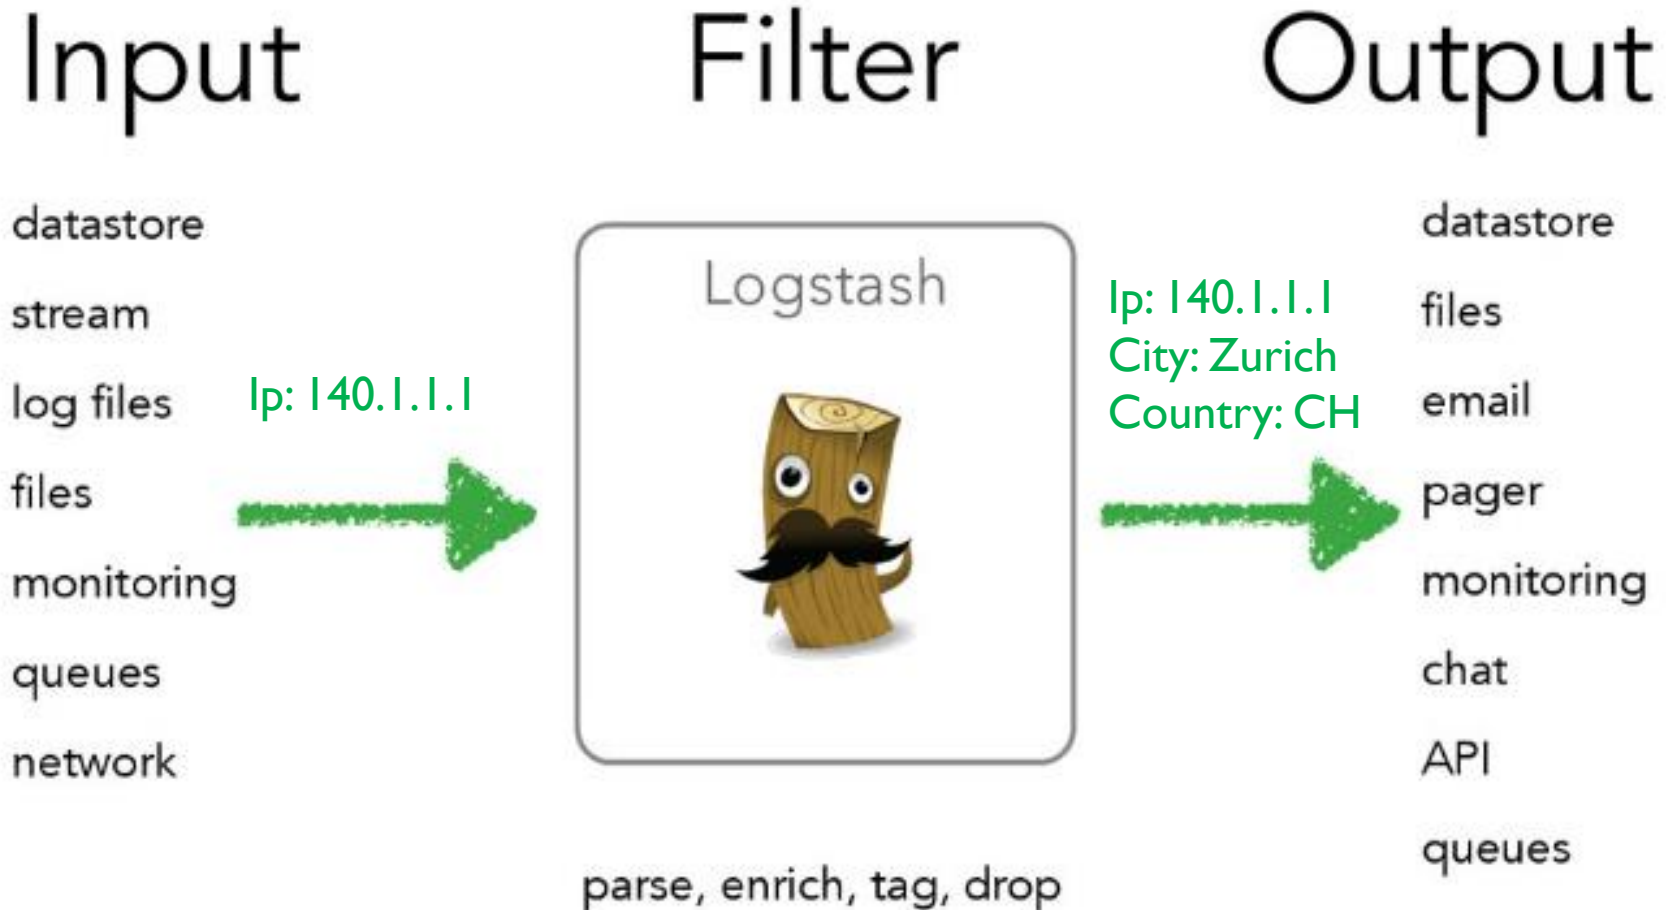 Input
Filter
Output
datastore
stream
log files
files
monitoring
queues
network
Ip: 140.1.1.1
Logstash
parse, enrich, tag, drop
Ip: 140.1.1.1
City: Zurich
Country: CH
datastore
files
email
pager
monitoring
chat
API
queues